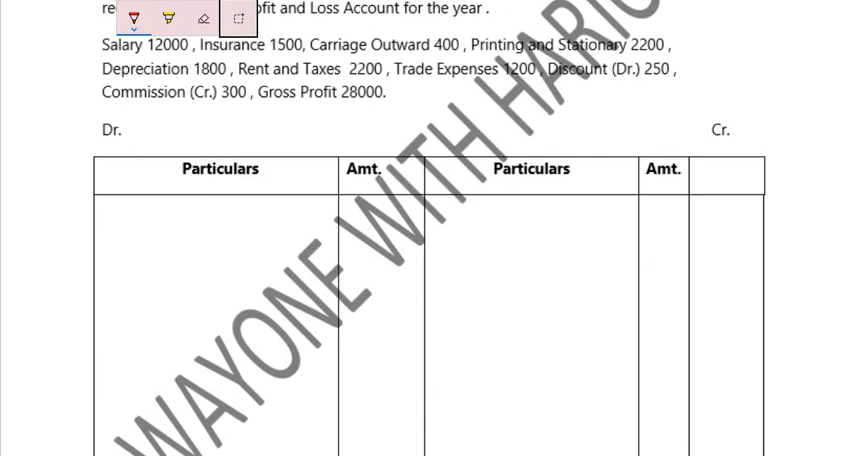 re fit and Loss Account for the year .
Salary 12000 , Insurance 1500, Carriage Outward 400 , Printing and Stationary 2200 ,
Depreciation 1800 , Rent and Taxes 2200 , Trade Expenses 1200 , Discount (Dr.) 250 ,
Commission (Cr.) 300 , Gross Profit 28000.
Dr. Cr.
Particulars Amt. Particulars Amt.
WAYONE WITH HARIO